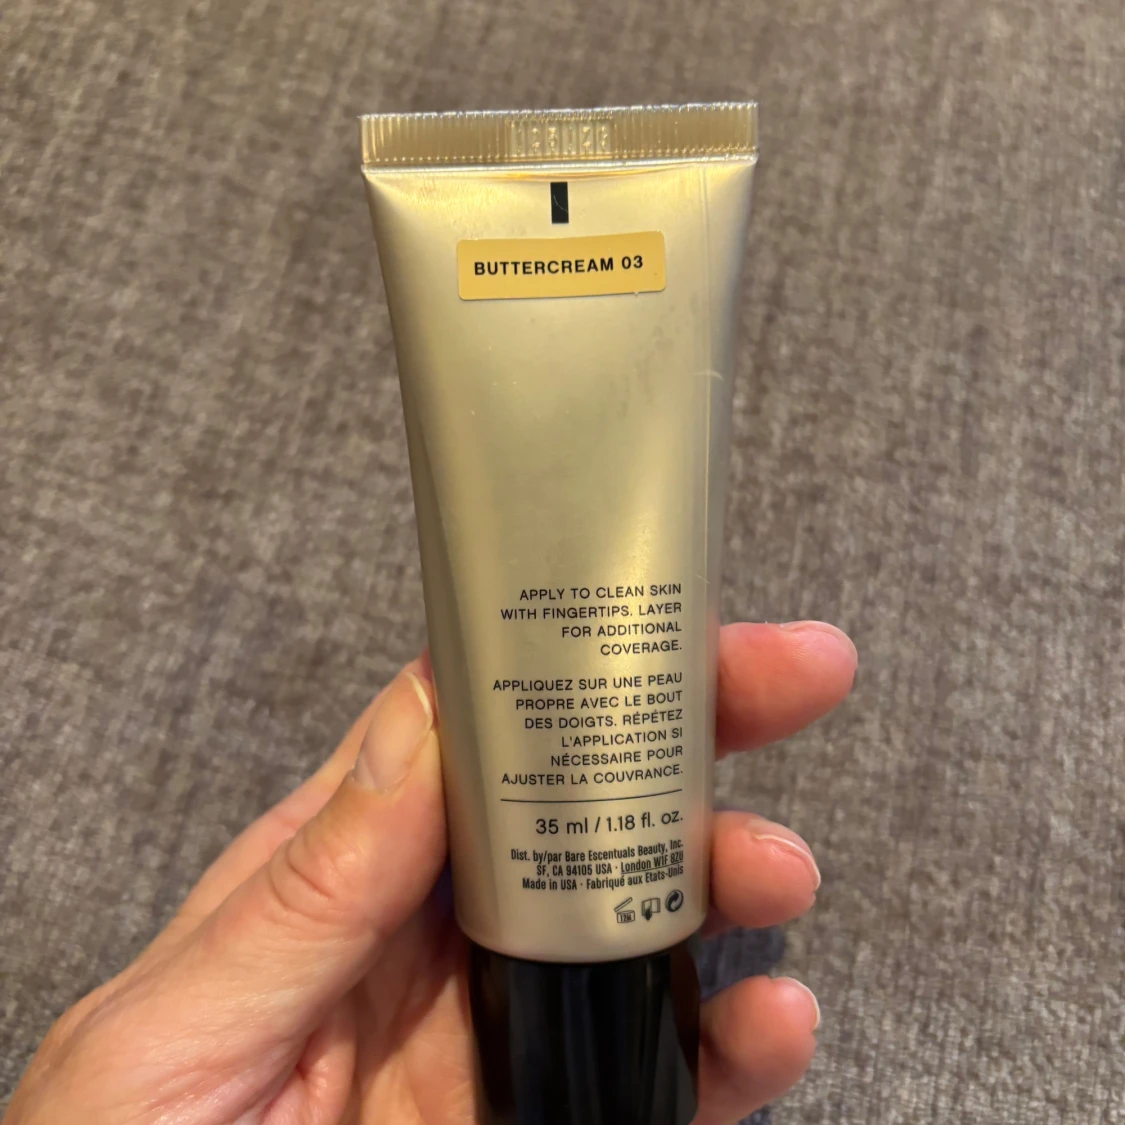 BUTTERCREAM 03
APPLY TO CLEAN SKIN
WITH FINGERTIPS. LAYER
FOR ADDITIONAL
COVERAGE.
APPLIQUEZ SUR UNE PEAU
PROPRE AVEC LE BOUT
DES DOIGTS. RÉPÉTEZ
L'APPLICATION SI
NÉCESSAIRE POUR
AJUSTER LA COUVRANCE.
35 ml / 1.18 fl. oz.
Dist. by/par Bare Escentuals Beauty, Inc.
SF, CA 94105 USA · London W1F 8ZU
Made in USA · Fabriqué aux Etats-Unis
12M